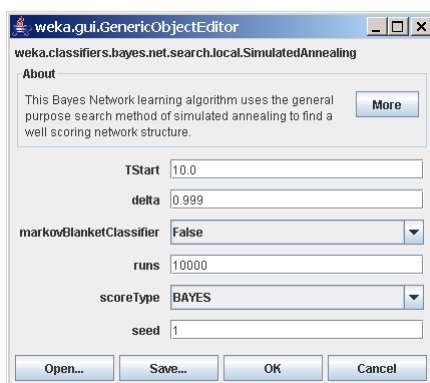 weka.gui.GenericObjectEditor
weka.classifiers.bayes.net.search.local.SimulatedAnnealing
About
This Bayes Network learning algorithm uses the general
purpose search method of simulated annealing to find a
well scoring network structure.
More
TStart 10.0
delta 0.999
markovBlanketClassifier False
runs 10000
scoreType BAYES
seed 1
Open... Save... OK Cancel